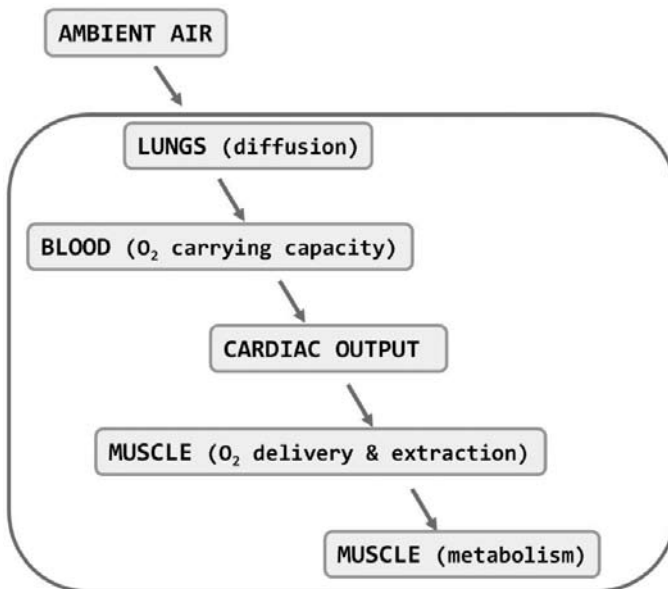 AMBIENT AIR
LUNGS (diffusion)
BLOOD (O₂ carrying capacity)
CARDIAC OUTPUT
MUSCLE (O₂ delivery & extraction)
MUSCLE (metabolism)